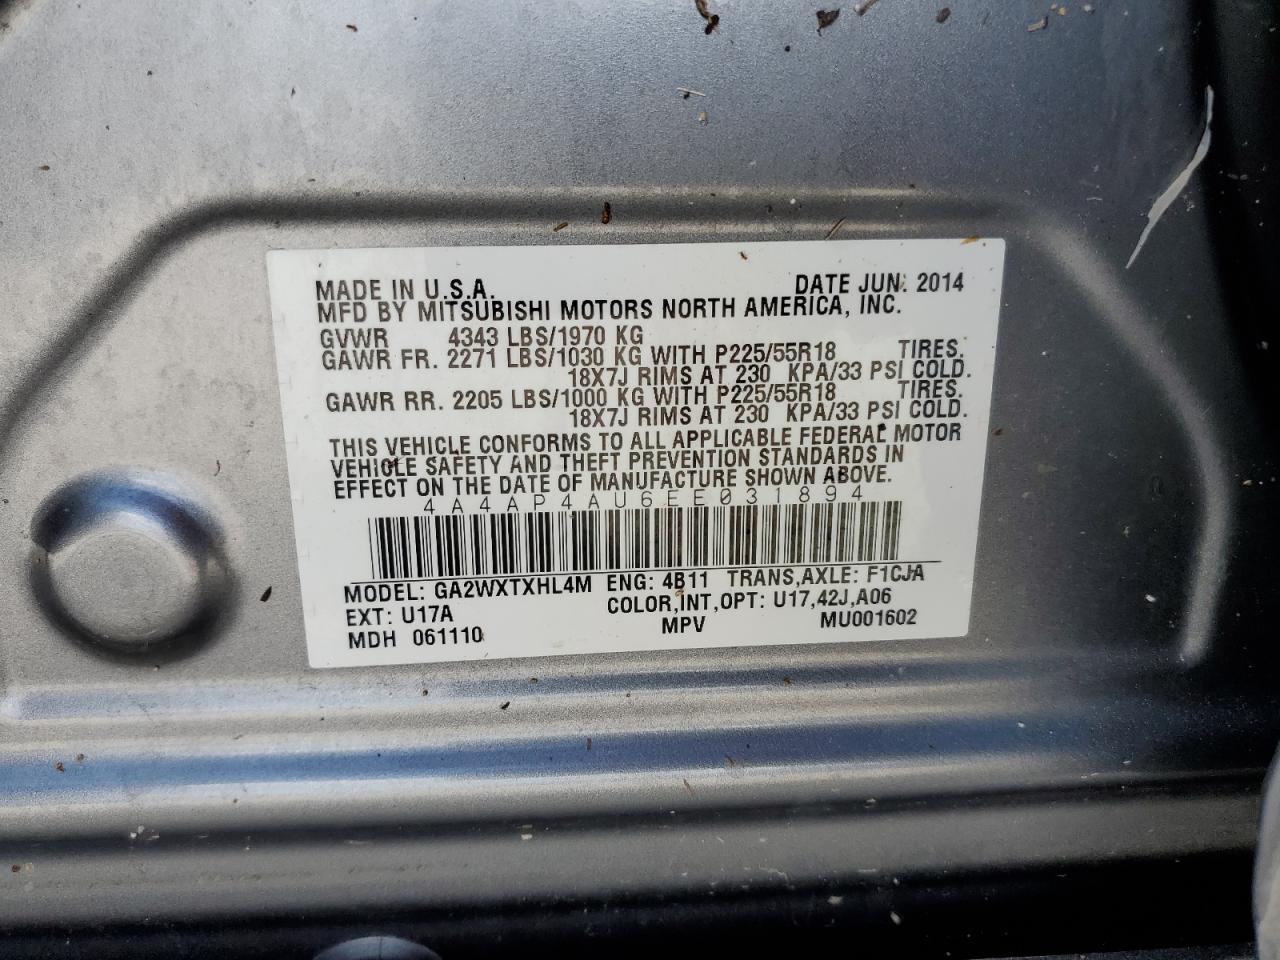 MADE IN U.S.A. DATE JUN. 2014
MFD BY MITSUBISHI MOTORS NORTH AMERICA, INC.
GVWR 4343 LBS/1970 KG
GAWR FR. 2271 LBS/1030 KG WITH P225/55R18 TIRES.
18X7J RIMS AT 230 KPA/33 PSI COLD.
GAWR RR. 2205 LBS/1000 KG WITH P225/55R18 TIRES.
18X7J RIMS AT 230 KPA/33 PSI COLD.
THIS VEHICLE CONFORMS TO ALL APPLICABLE FEDERAL MOTOR
VEHICLE SAFETY AND THEFT PREVENTION STANDARDS IN
EFFECT ON THE DATE OF MANUFACTURE SHOWN ABOVE.
4A4AP4AU6EE031894
MODEL: GA2WXTXHL4M ENG: 4B11 TRANS,AXLE: F1CJA
EXT: U17A COLOR,INT,OPT: U17,42J,A06
MDH 061110 MPV MU001602